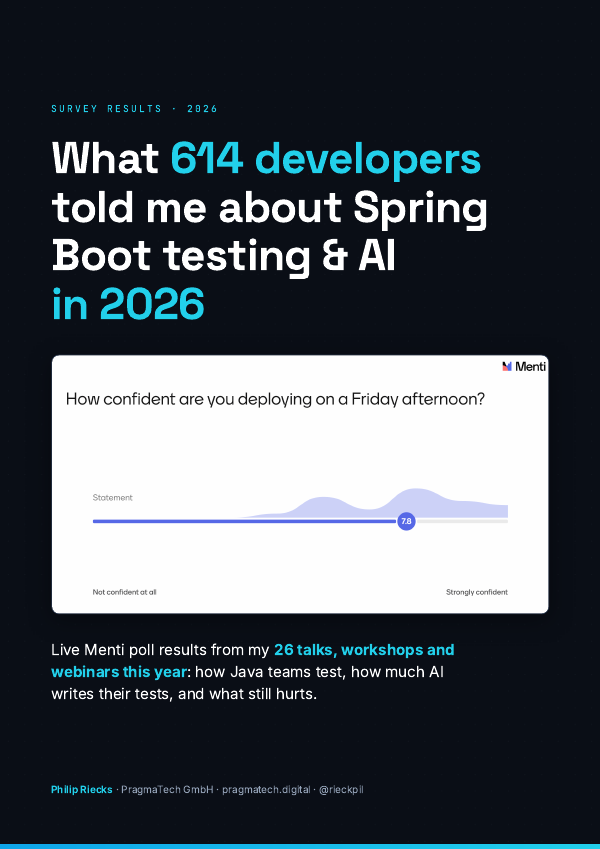 SURVEY RESULTS · 2026
What 614 developers
told me about Spring
Boot testing & AI
in 2026
Menti
How confident are you deploying on a Friday afternoon?
Statement
7.8
Not confident at all
Strongly confident
Live Menti poll results from my 26 talks, workshops and
webinars this year: how Java teams test, how much AI
writes their tests, and what still hurts.
Philip Riecks · PragmaTech GmbH · pragmatech.digital · @rieckpil